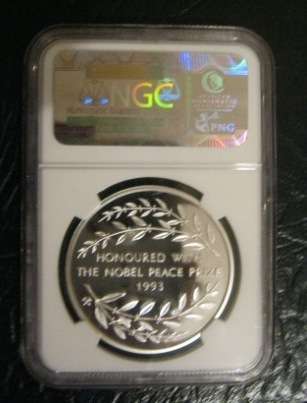 NGC
PNG
HONOURED WITH
THE NOBEL PEACE PRIZE
1993